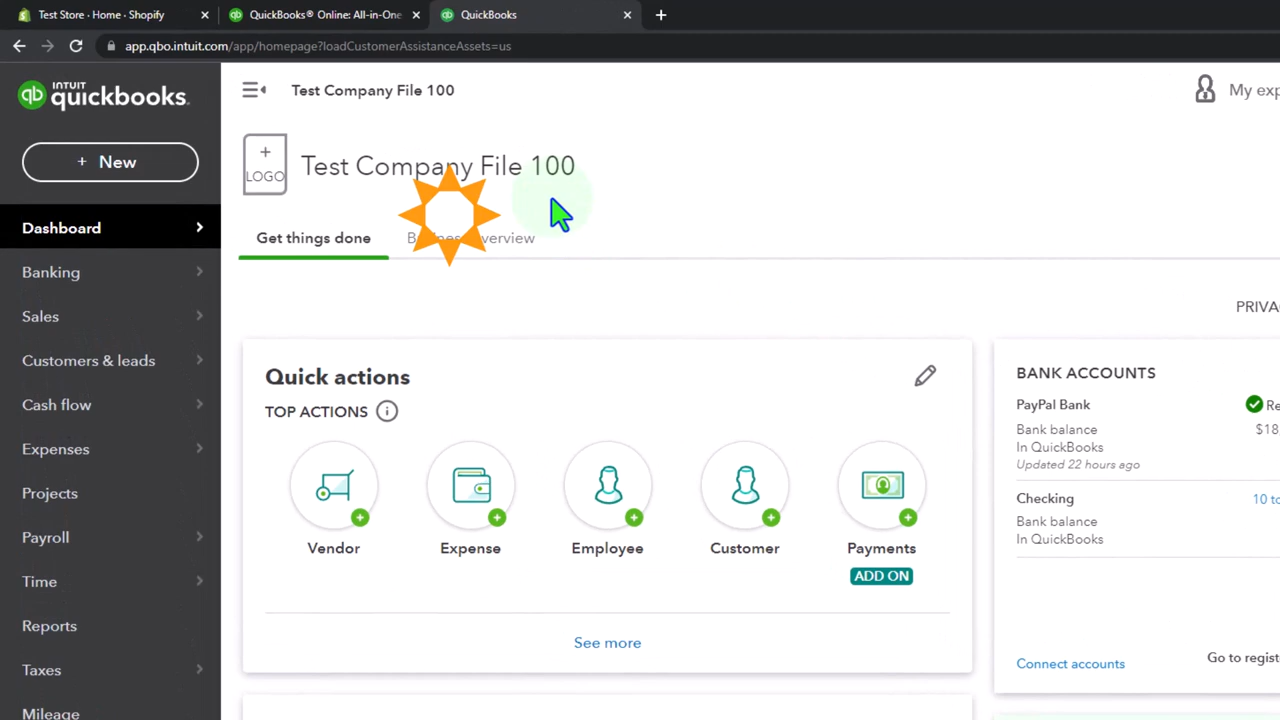 Test Store · Home · Shopify
QuickBooks® Online: All-in-One
QuickBooks
app.qbo.intuit.com/app/homepage?loadCustomerAssistanceAssets=us
INTUIT
quickbooks
Test Company File 100
My exp
+ New
+
LOGO
Test Company File 100
Dashboard
Get things done
Banking
Sales
Customers & leads
Cash flow
Expenses
Projects
Payroll
Time
Reports
Taxes
Mileage
PRIVA
Quick actions
TOP ACTIONS
Vendor
Expense
Employee
Customer
Payments
ADD ON
See more
BANK ACCOUNTS
PayPal Bank
Re
Bank balance
$18,
In QuickBooks
Updated 22 hours ago
Checking
10 to
Bank balance
In QuickBooks
Connect accounts
Go to regist